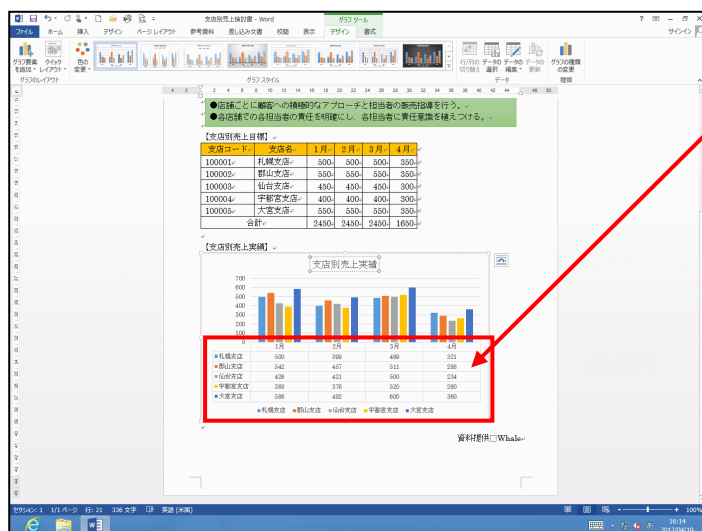 支店別売上検討書 - Word
グラフ ツール
サインイン
ファイル ホーム 挿入 デザイン ページ レイアウト 参考資料 差し込み文書 校閲 表示 デザイン 書式
グラフ要素を追加 クイックレイアウト 色の変更 行/列の切り替え データの選択 データの編集 データの更新 グラフの種類の変更
グラフのレイアウト グラフ スタイル データ 種類
●店舗ごとに顧客への積極的なアプローチと担当者の販売指導を行う。
●各店舗での各担当者の責任を明確にし、各担当者に責任意識を植えつける。
【支店別売上目標】
支店コード 支店名 1月 2月 3月 4月
100001 札幌支店 500 500 500 350
100002 郡山支店 550 550 550 350
100003 仙台支店 450 450 450 300
100004 宇都宮支店 400 400 400 300
100005 大宮支店 550 550 550 350
合計 2450 2450 2450 1650
【支店別売上実績】
支店別売上実績
700
600
500
400
300
200
100
0
1月 2月 3月 4月
札幌支店 500 399 489 321
郡山支店 542 457 511 288
仙台支店 426 421 500 234
宇都宮支店 389 376 520 260
大宮支店 586 492 600 360
札幌支店 郡山支店 仙台支店 宇都宮支店 大宮支店
資料提供□Whale
セクション: 1 1/1 ページ 行: 21 336 文字 英語 (米国) 100%
16:14
2013/04/19